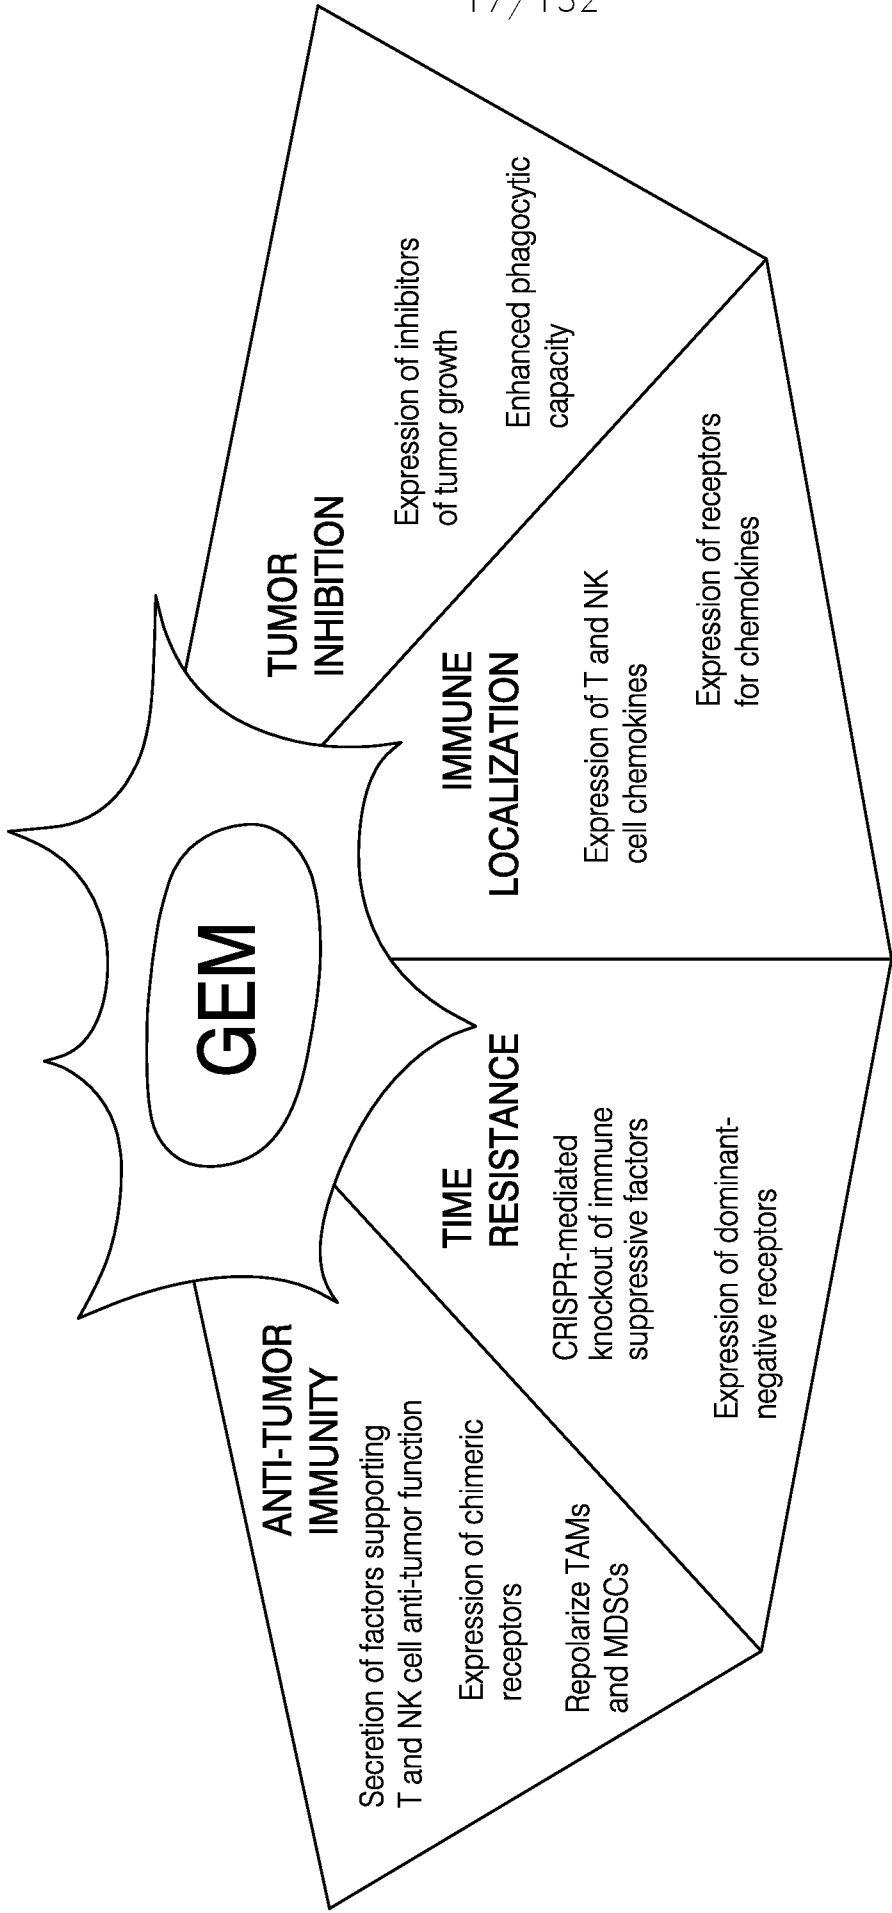 17/132
GEM
ANTI-TUMOR
IMMUNITY
Secretion of factors supporting
T and NK cell anti-tumor function
Expression of chimeric
receptors
Repolarize TAMs
and MDSCs
TIME
RESISTANCE
CRISPR-mediated
knockout of immune
suppressive factors
Expression of dominant-
negative receptors
IMMUNE
LOCALIZATION
Expression of T and NK
cell chemokines
Expression of receptors
for chemokines
TUMOR
INHIBITION
Expression of inhibitors
of tumor growth
Enhanced phagocytic
capacity